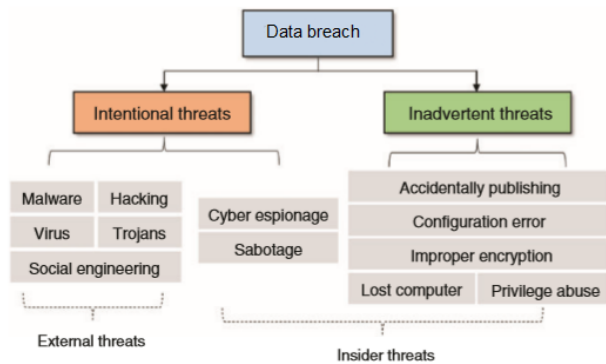 Data breach
Intentional threats
Inadvertent threats
Malware
Hacking
Virus
Trojans
Social engineering
Cyber espionage
Sabotage
Accidentally publishing
Configuration error
Improper encryption
Lost computer
Privilege abuse
External threats
Insider threats